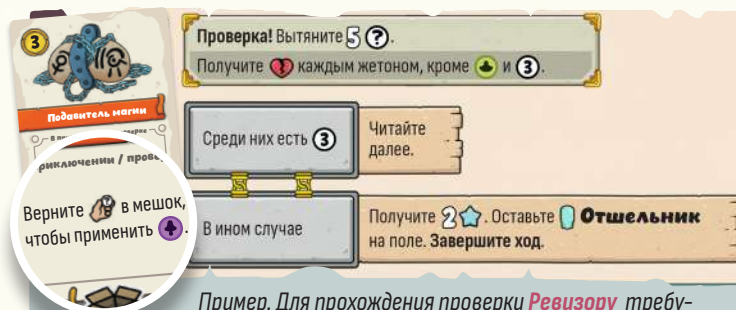 3
Подавитель магии
риключении / прове
Верните в мешок,
чтобы применить .
Проверка! Вытяните 5 ?.
Получите каждым жетоном, кроме и 3.
Среди них есть 3
Читайте
далее.
В ином случае
Получите 2 . Оставьте Отшельник
на поле. Завершите ход.
Пример. Для прохождения проверки Ревизору требу-